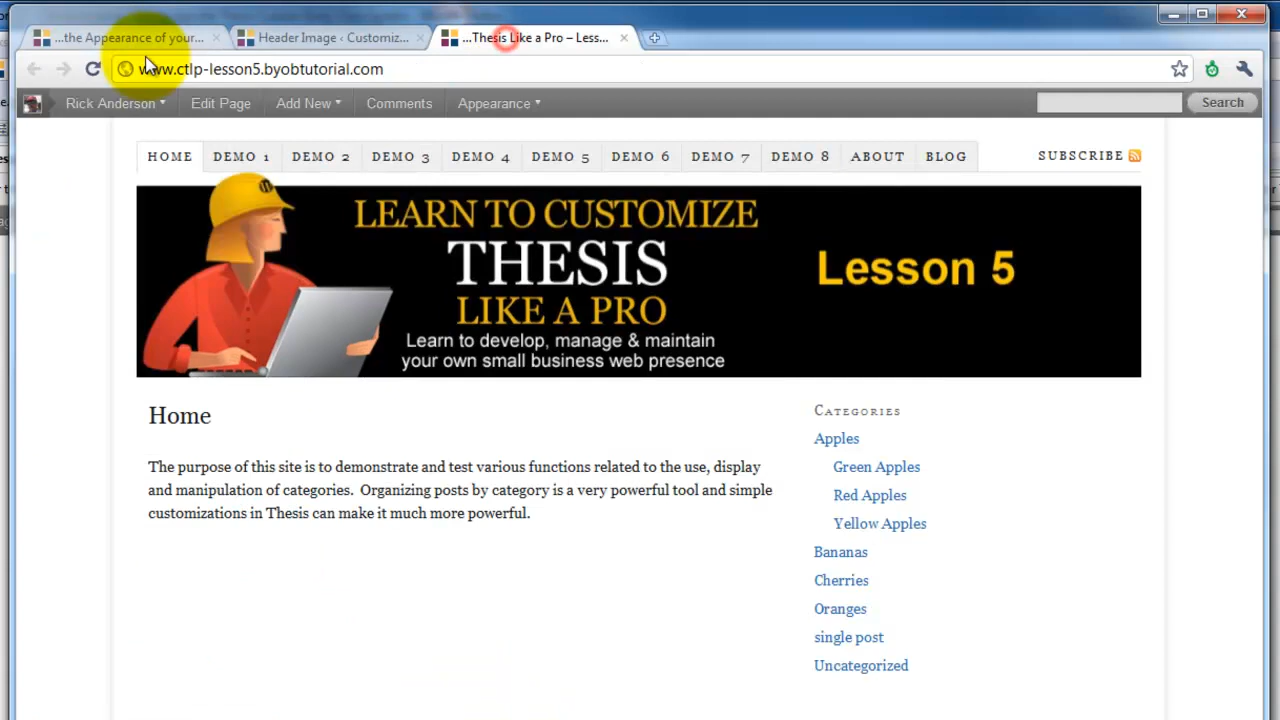 ...the Appearance of your...
Header Image ‹ Customiz...
...Thesis Like a Pro – Less...
www.ctlp-lesson5.byobtutorial.com
Rick Anderson Edit Page Add New Comments Appearance Search
HOME DEMO 1 DEMO 2 DEMO 3 DEMO 4 DEMO 5 DEMO 6 DEMO 7 DEMO 8 ABOUT BLOG SUBSCRIBE
LEARN TO CUSTOMIZE
THESIS
LIKE A PRO
Learn to develop, manage & maintain
your own small business web presence
Lesson 5
Home
The purpose of this site is to demonstrate and test various functions related to the use, display
and manipulation of categories. Organizing posts by category is a very powerful tool and simple
customizations in Thesis can make it much more powerful.
Categories
Apples
Green Apples
Red Apples
Yellow Apples
Bananas
Cherries
Oranges
single post
Uncategorized